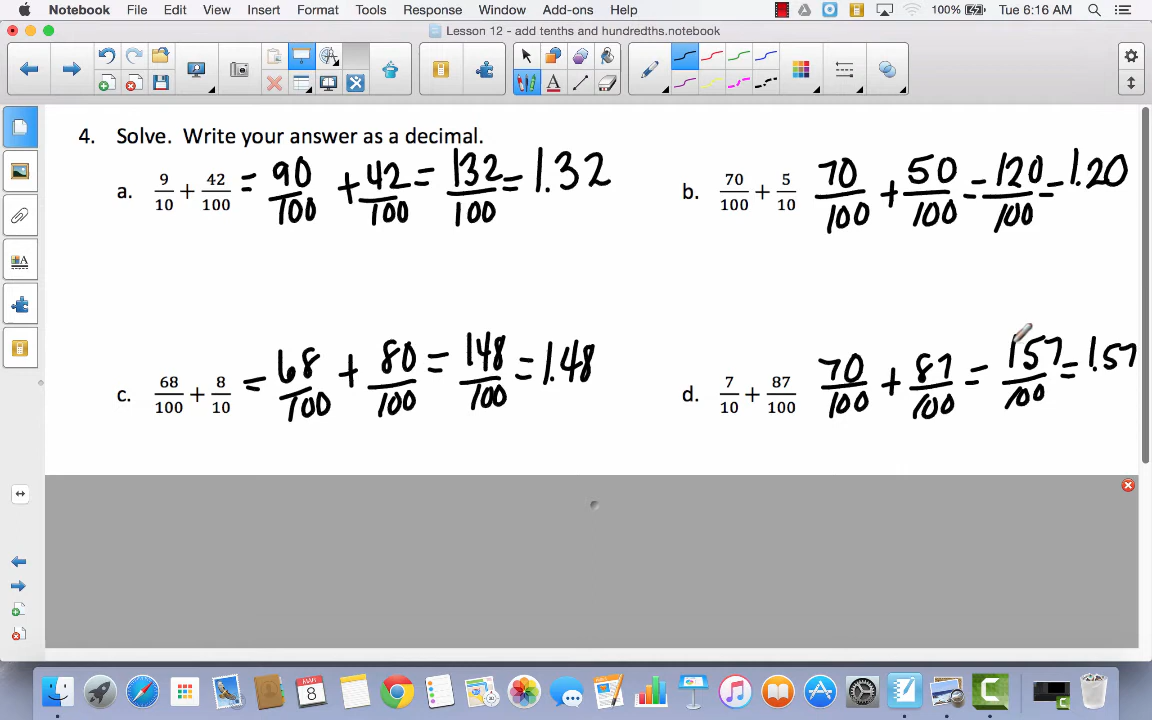 Notebook File Edit View Insert Format Tools Response Window Add-ons Help 100% Tue 6:16 AM
Lesson 12 - add tenths and hundredths.notebook
4. Solve. Write your answer as a decimal.
a. 9/10 + 42/100 = 90/100 + 42/100 = 132/100 = 1.32
b. 70/100 + 5/10 70/100 + 50/100 = 120/100 = 1.20
c. 68/100 + 8/10 = 68/100 + 80/100 = 148/100 = 1.48
d. 7/10 + 87/100 70/100 + 87/100 = 157/100 = 1.57
MAR
8